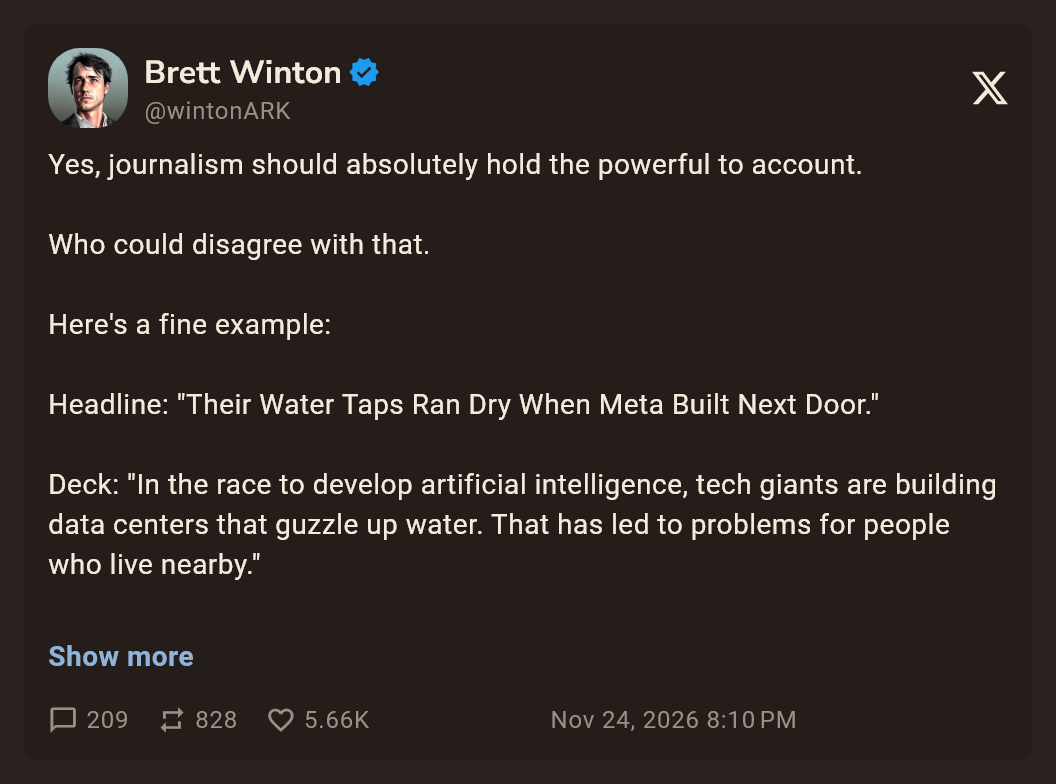 Brett Winton
@wintonARK
Yes, journalism should absolutely hold the powerful to account.
Who could disagree with that.
Here's a fine example:
Headline: "Their Water Taps Ran Dry When Meta Built Next Door."
Deck: "In the race to develop artificial intelligence, tech giants are building
data centers that guzzle up water. That has led to problems for people
who live nearby."
Show more
209 828 5.66K Nov 24, 2026 8:10 PM